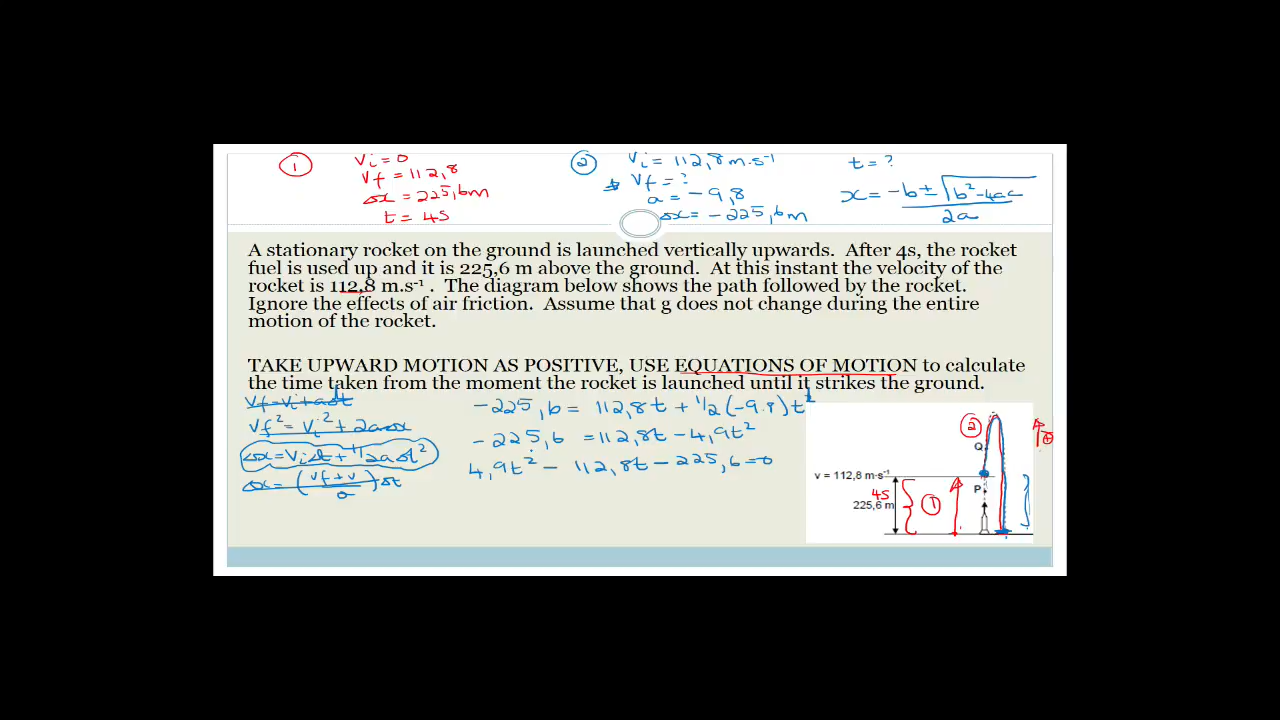 ①
Vi = 0
Vf = 112,8
Δx = 225,6m
t = 4s
②
Vi = 112,8 m.s⁻¹
Vf = ?
a = -9,8
Δx = -225,6m
t = ?
x = -b ± √b² - 4ac
2a
A stationary rocket on the ground is launched vertically upwards. After 4s, the rocket
fuel is used up and it is 225,6 m above the ground. At this instant the velocity of the
rocket is 112,8 m.s⁻¹ . The diagram below shows the path followed by the rocket.
Ignore the effects of air friction. Assume that g does not change during the entire
motion of the rocket.
TAKE UPWARD MOTION AS POSITIVE, USE EQUATIONS OF MOTION to calculate
the time taken from the moment the rocket is launched until it strikes the ground.
Vf = Vi + aΔt
Vf² = Vi² + 2aΔx
Δx = ViΔt + 1/2 aΔt²
-225,6 = 112,8t + 1/2 (-9.8)t²
-225,6 = 112,8t - 4,9t²
4,9t² - 112,8t - 225,6 = 0
②
⊕
Q
v = 112,8 m·s⁻¹
4s
P
225,6 m
①